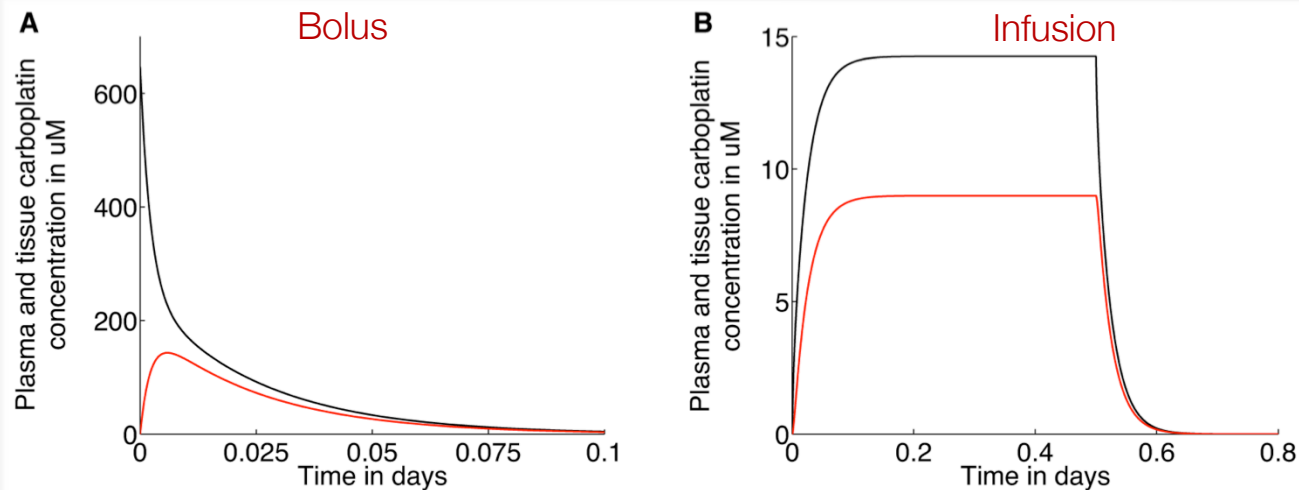 A
Bolus
Plasma and tissue carboplatin
concentration in uM
600
400
200
0
0
0.025
0.05
0.075
0.1
Time in days
B
Infusion
Plasma and tissue carboplatin
concentration in uM
15
10
5
0
0
0.2
0.4
0.6
0.8
Time in days